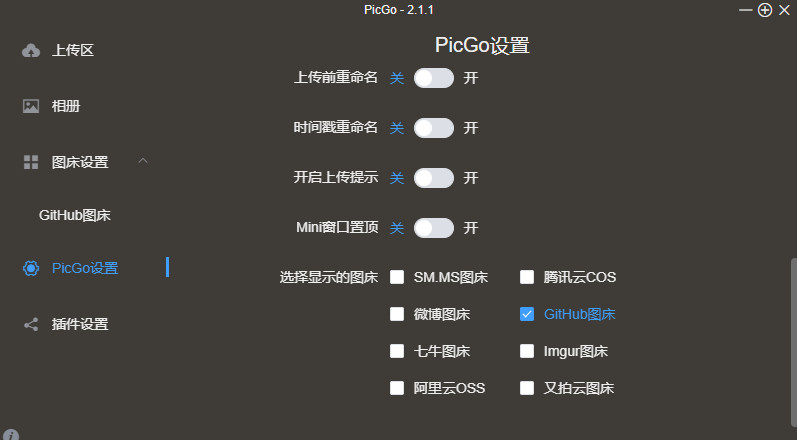 PicGo - 2.1.1
上传区
相册
图床设置
GitHub图床
PicGo设置
插件设置
PicGo设置
上传前重命名 关 开
时间戳重命名 关 开
开启上传提示 关 开
Mini窗口置顶 关 开
选择显示的图床 SM.MS图床 腾讯云COS
微博图床 GitHub图床
七牛图床 Imgur图床
阿里云OSS 又拍云图床